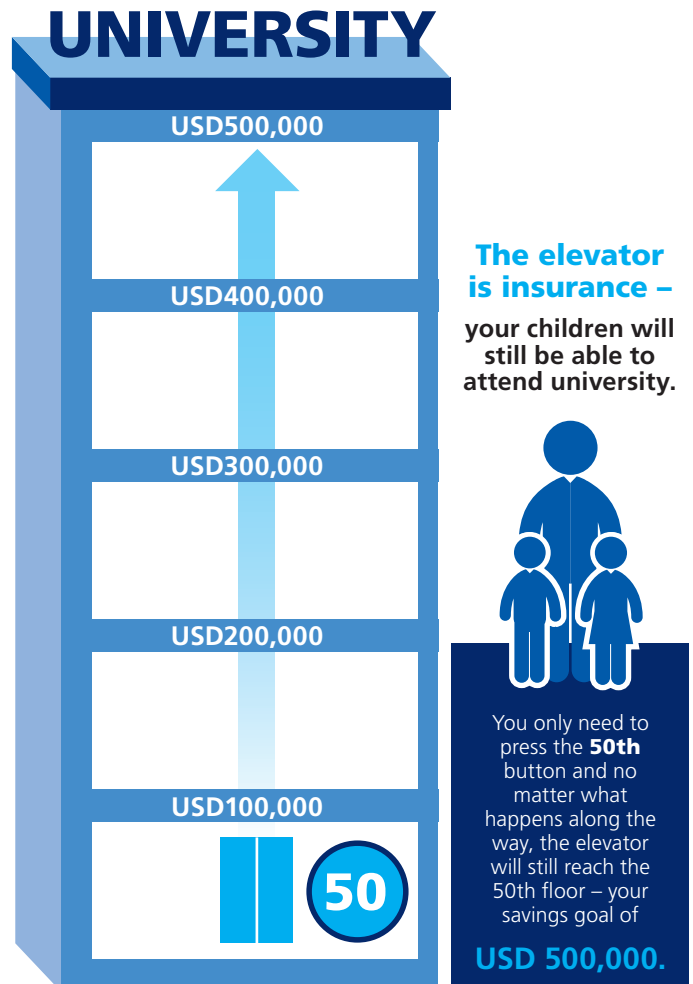 UNIVERSITY
USD500,000
USD400,000
USD300,000
USD200,000
USD100,000
50
The elevator
is insurance –
your children will
still be able to
attend university.
You only need to
press the 50th
button and no
matter what
happens along the
way, the elevator
will still reach the
50th floor – your
savings goal of
USD 500,000.